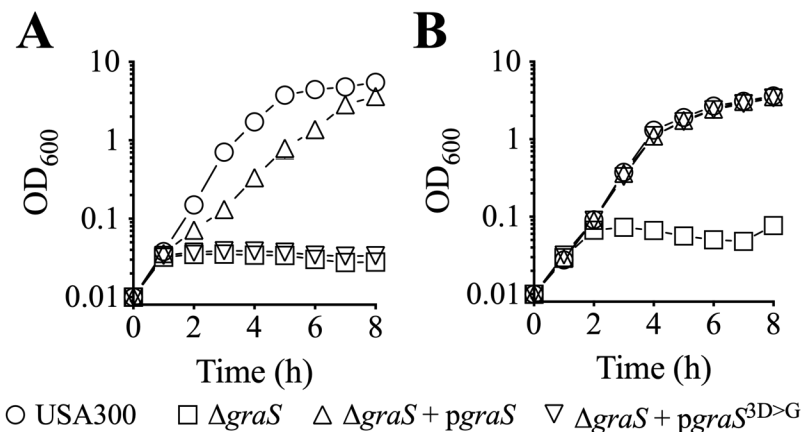 A
B
10
1
0.1
0.01
OD600
0 2 4 6 8
Time (h)
10
1
0.1
0.01
OD600
0 2 4 6 8
Time (h)
USA300 ΔgraS ΔgraS + pgraS ΔgraS + pgraS3D>G